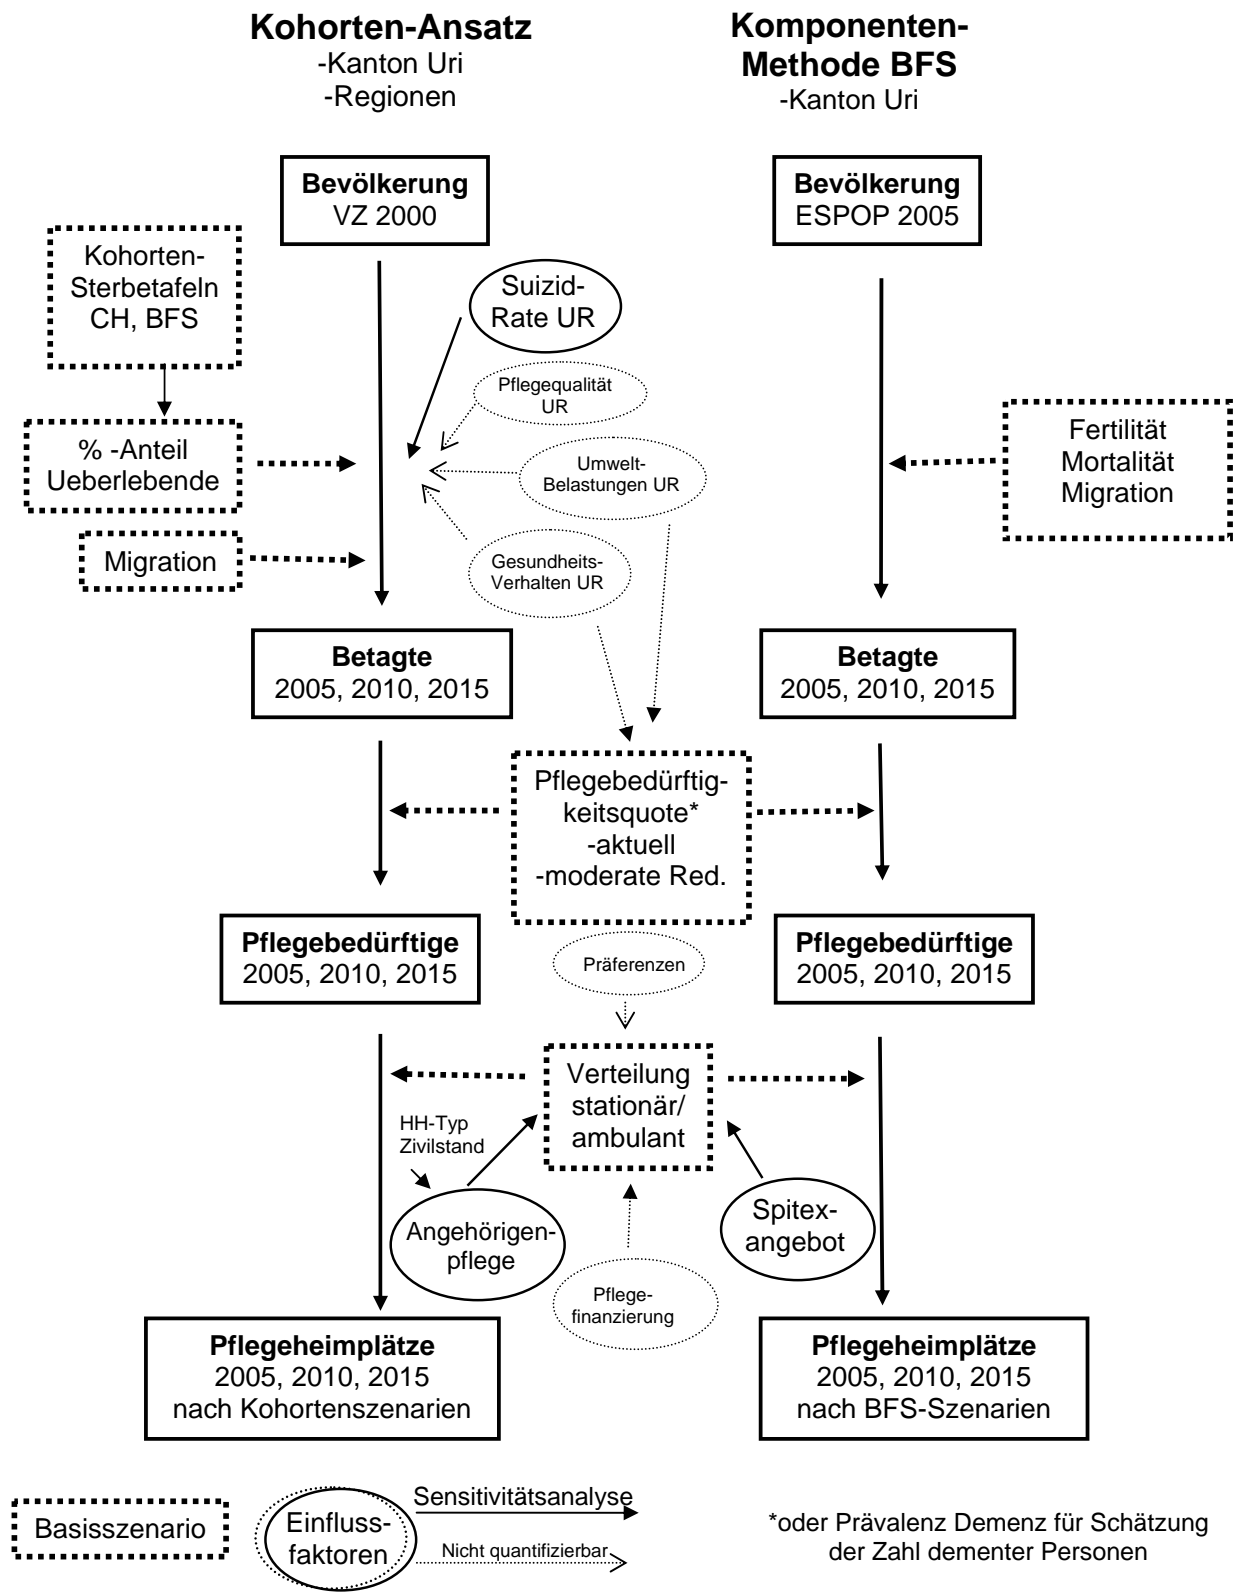 Kohorten-Ansatz
-Kanton Uri
-Regionen
Komponenten-
Methode BFS
-Kanton Uri
Bevölkerung
VZ 2000
Bevölkerung
ESPOP 2005
Kohorten-
Sterbetafeln
CH, BFS
Suizid-
Rate UR
Pflegequalität
UR
% -Anteil
Ueberlebende
Umwelt-
Belastungen UR
Fertilität
Mortalität
Migration
Migration
Gesundheits-
Verhalten UR
Betagte
2005, 2010, 2015
Betagte
2005, 2010, 2015
Pflegebedürftig-
keitsquote*
-aktuell
-moderate Red.
Pflegebedürftige
2005, 2010, 2015
Pflegebedürftige
2005, 2010, 2015
Präferenzen
Verteilung
stationär/
ambulant
HH-Typ
Zivilstand
Angehörigen-
pflege
Spitex-
angebot
Pflege-
finanzierung
Pflegeheimplätze
2005, 2010, 2015
nach Kohortenszenarien
Pflegeheimplätze
2005, 2010, 2015
nach BFS-Szenarien
Basisszenario
Einfluss-
faktoren
Sensitivitätsanalyse
Nicht quantifizierbar
*oder Prävalenz Demenz für Schätzung
der Zahl dementer Personen